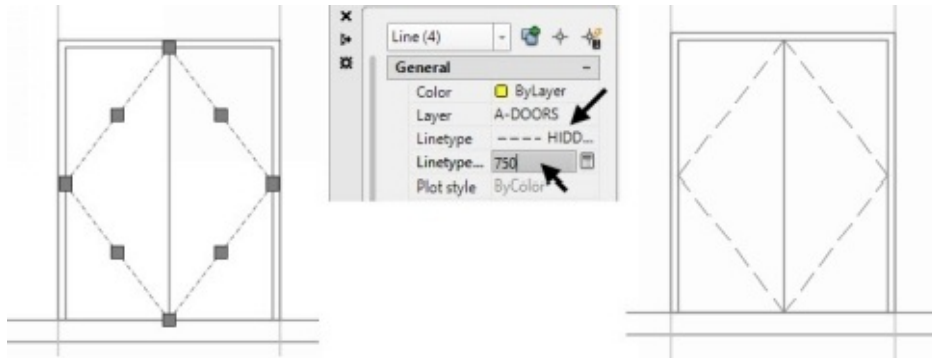 Line (4)
General
Color ByLayer
Layer A-DOORS
Linetype HIDD...
Linetype... 750
Plot style ByColor